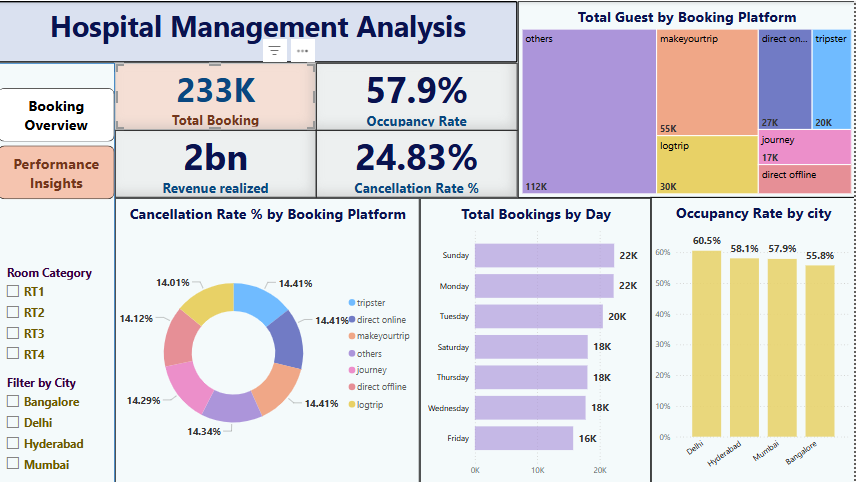 Hospital Management Analysis
Booking
Overview
Performance
Insights
233K
Total Booking
57.9%
Occupancy Rate
2bn
Revenue realized
24.83%
Cancellation Rate %
Total Guest by Booking Platform
others
112K
makeyourtrip
55K
logtrip
30K
direct on...
27K
tripster
20K
journey
17K
direct offline
Room Category
RT1
RT2
RT3
RT4
Filter by City
Bangalore
Delhi
Hyderabad
Mumbai
Cancellation Rate % by Booking Platform
14.41%
14.41%
14.41%
14.34%
14.29%
14.12%
14.01%
tripster
direct online
makeyourtrip
others
journey
direct offline
logtrip
Total Bookings by Day
Sunday 22K
Monday 22K
Tuesday 20K
Saturday 18K
Thursday 18K
Wednesday 18K
Friday 16K
0K 10K 20K
Occupancy Rate by city
60.5% 58.1% 57.9% 55.8%
60%
50%
40%
30%
20%
10%
0%
Delhi Hyderabad Mumbai Bangalore